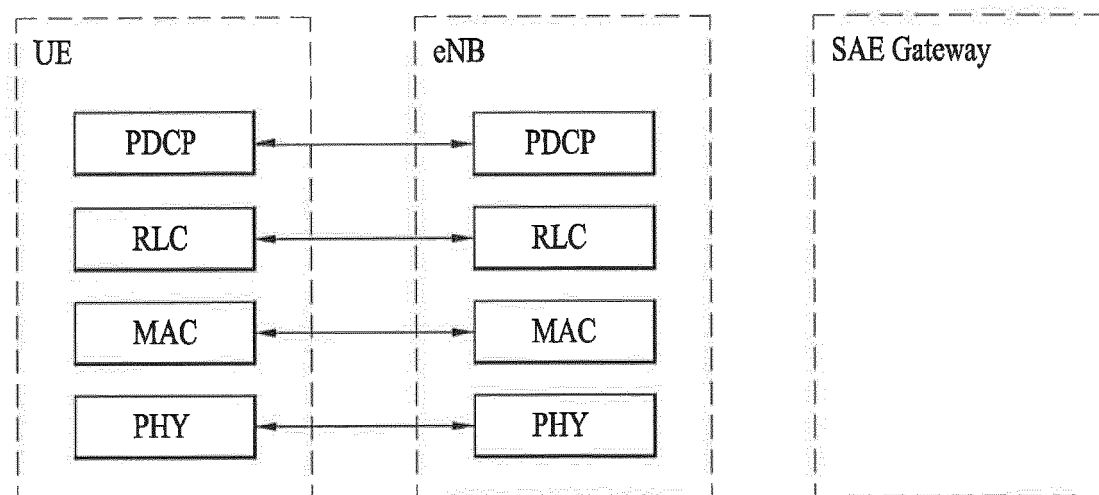 UE
eNB
SAE Gateway
PDCP
PDCP
RLC
RLC
MAC
MAC
PHY
PHY